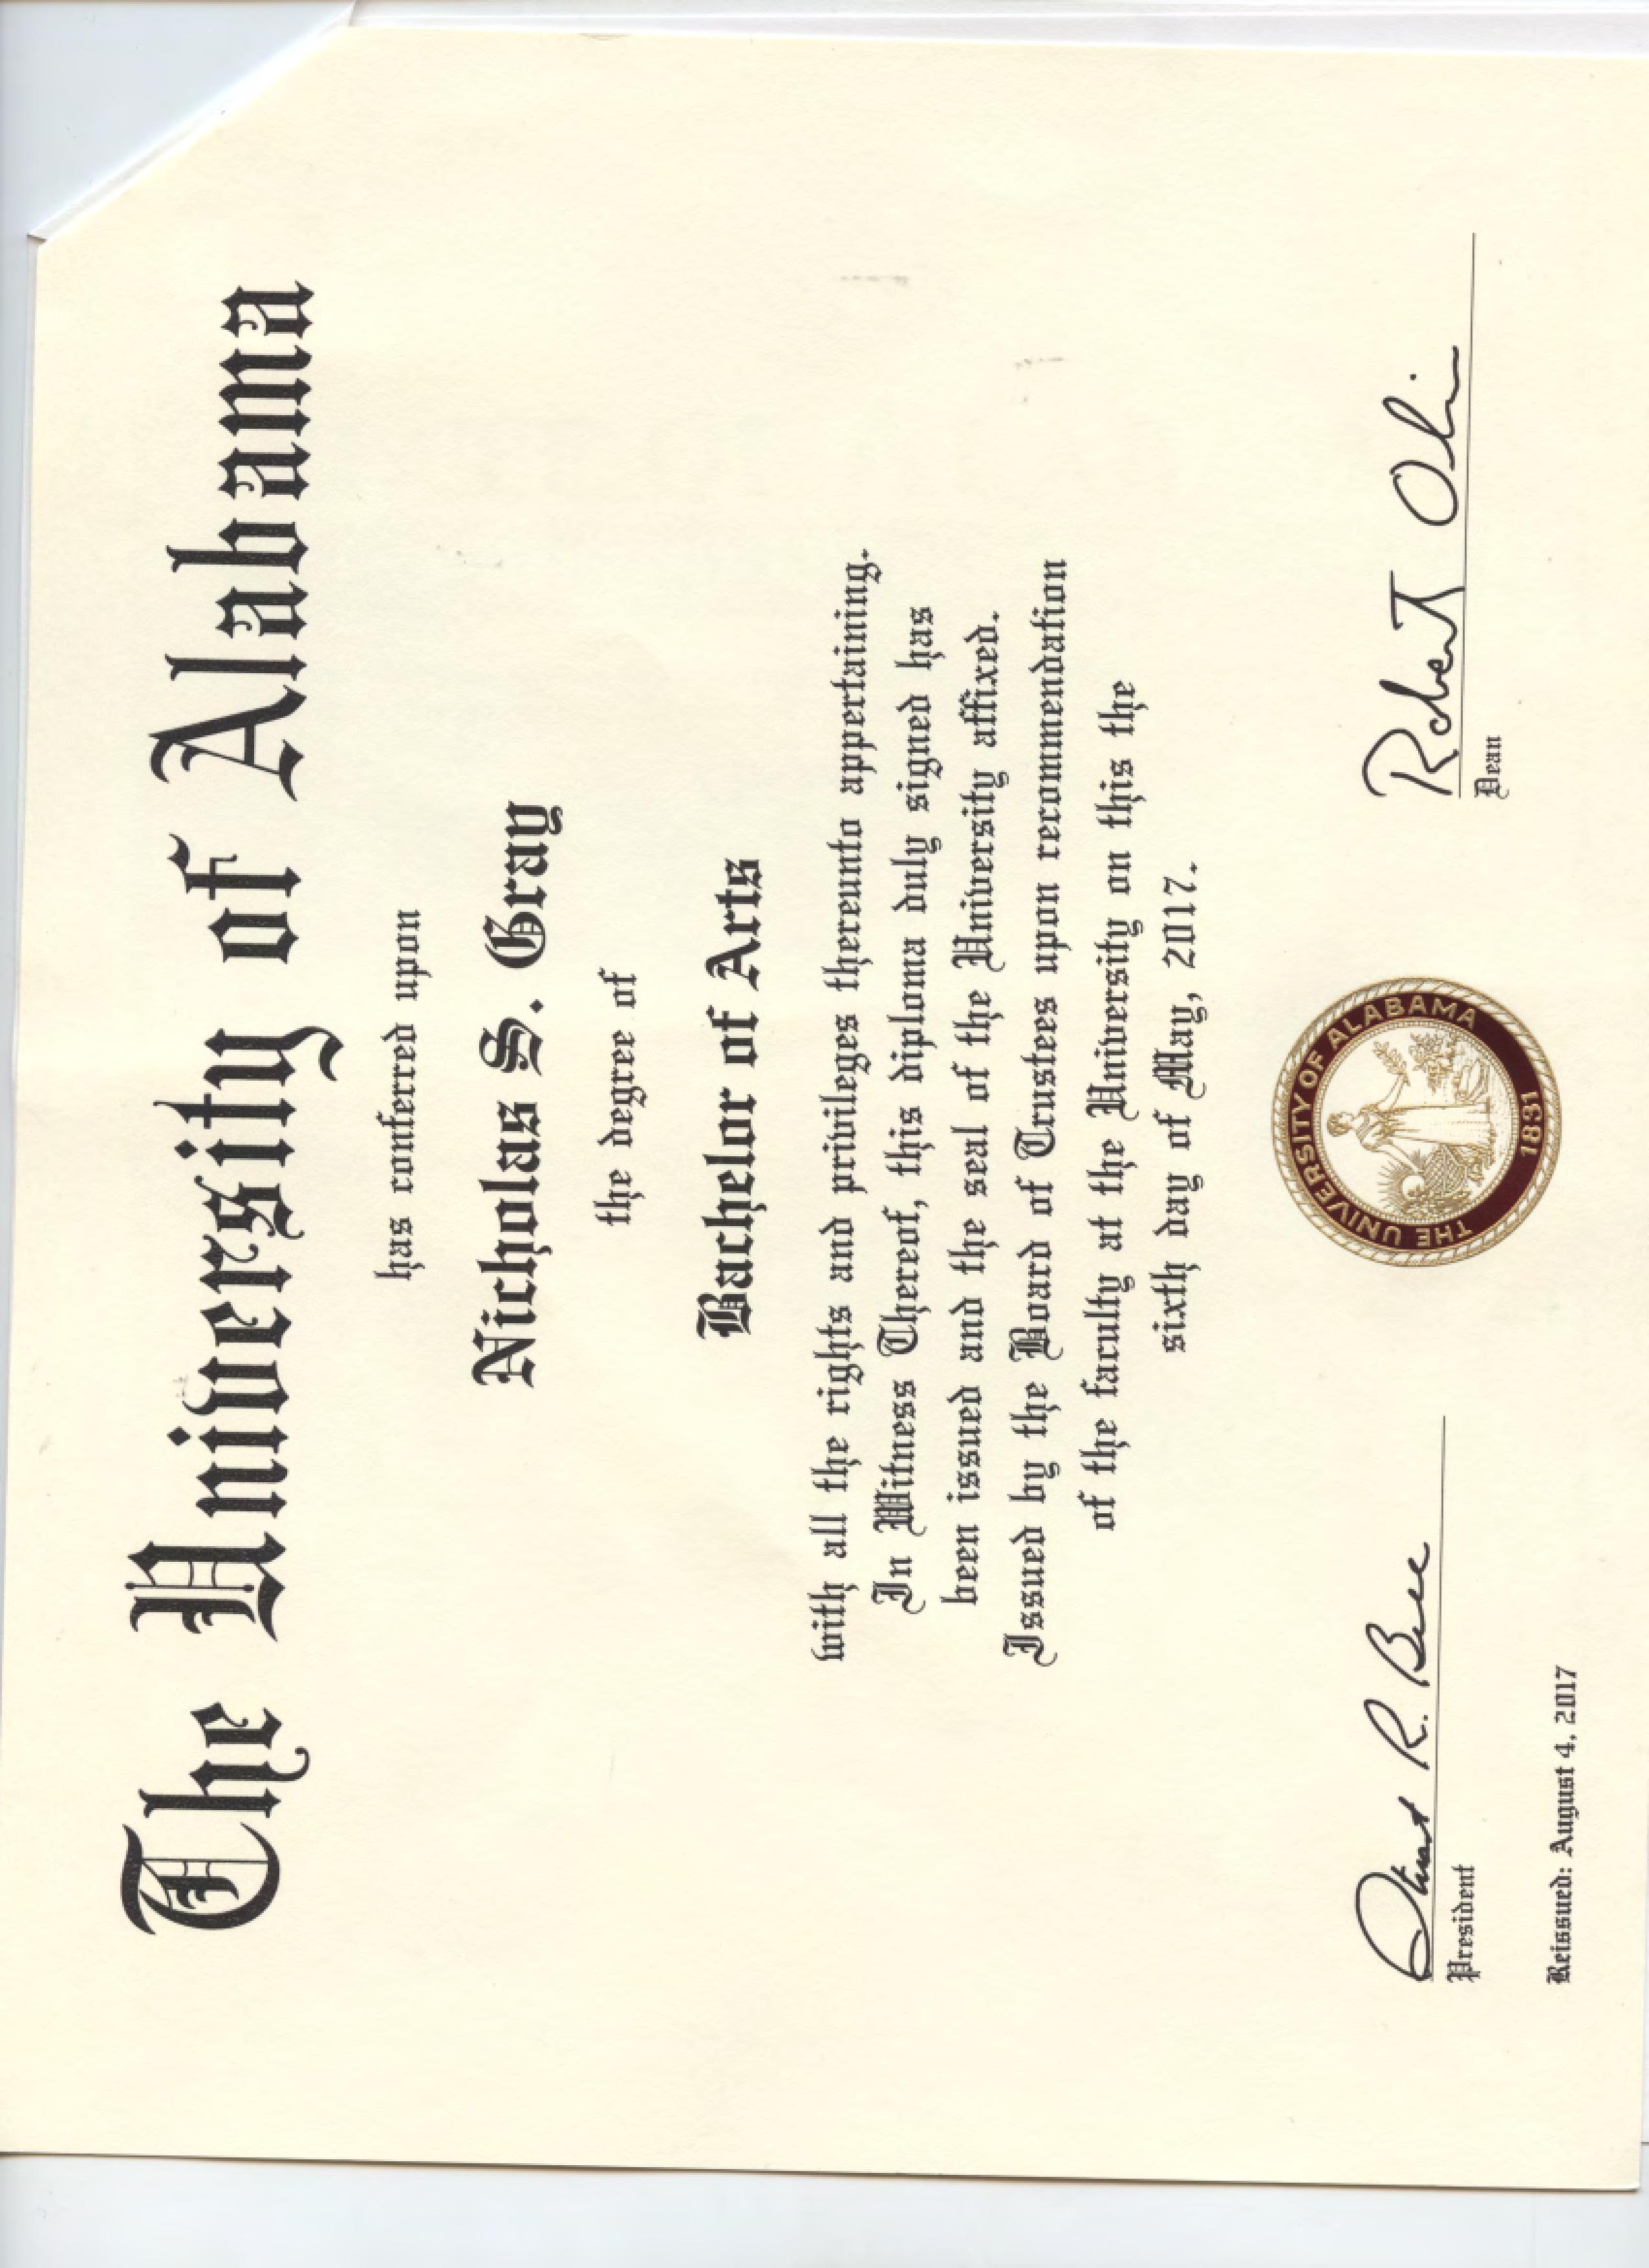 The University of Alabama
has conferred upon
Nicholas S. Gray
the degree of
Bachelor of Arts
with all the rights and privileges thereunto appertaining.
In Witness Thereof, this diploma duly signed has
been issued and the seal of the University affixed.
Issued by the Board of Trustees upon recommendation
of the faculty at the University on this the
sixth day of May, 2017.
THE UNIVERSITY OF ALABAMA
1831
Stuart R. Bell
President
Robert Olin
Dean
Reissued: August 4, 2017